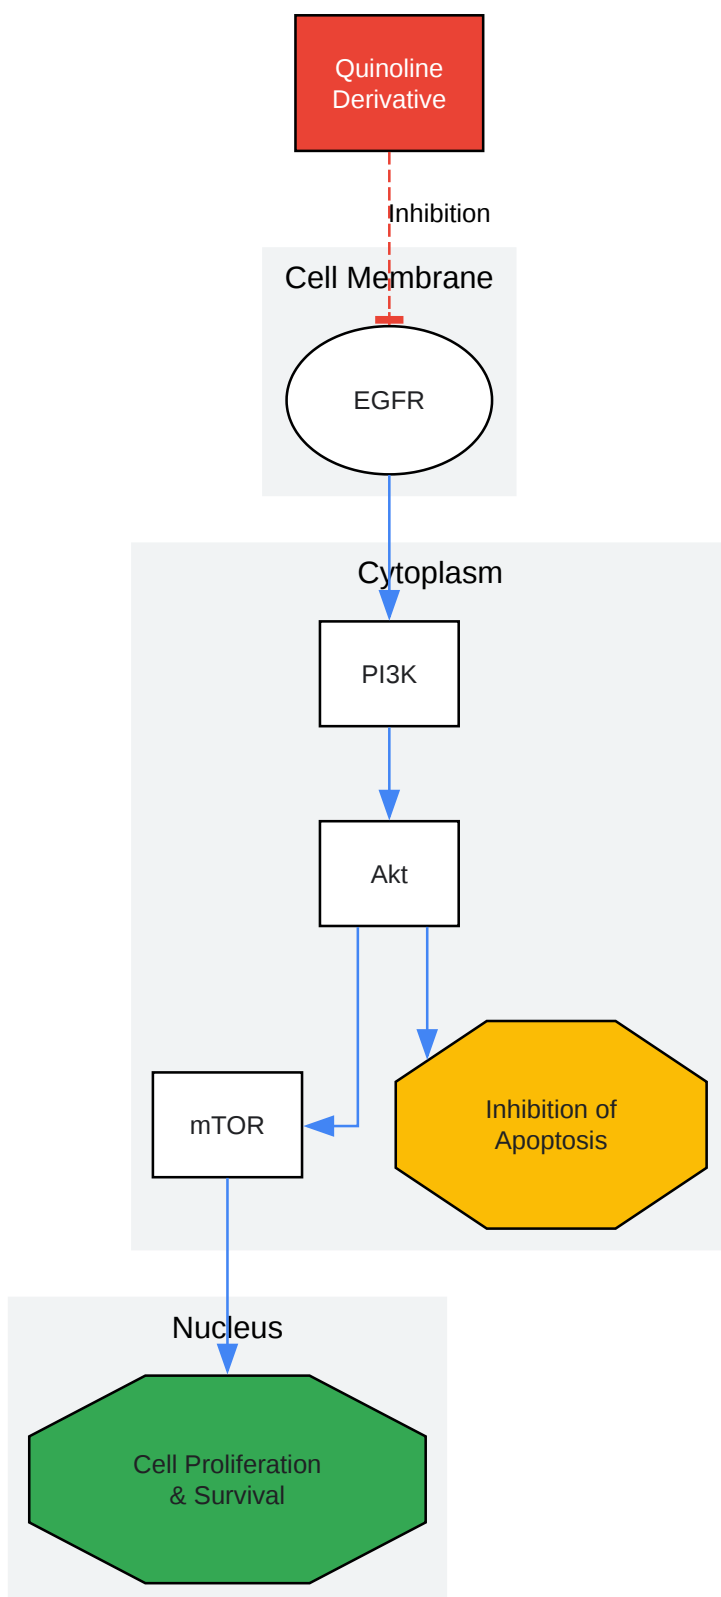 Quinoline
Derivative
Inhibition
Cell Membrane
EGFR
Cytoplasm
PI3K
Akt
mTOR
Inhibition of
Apoptosis
Nucleus
Cell Proliferation
& Survival